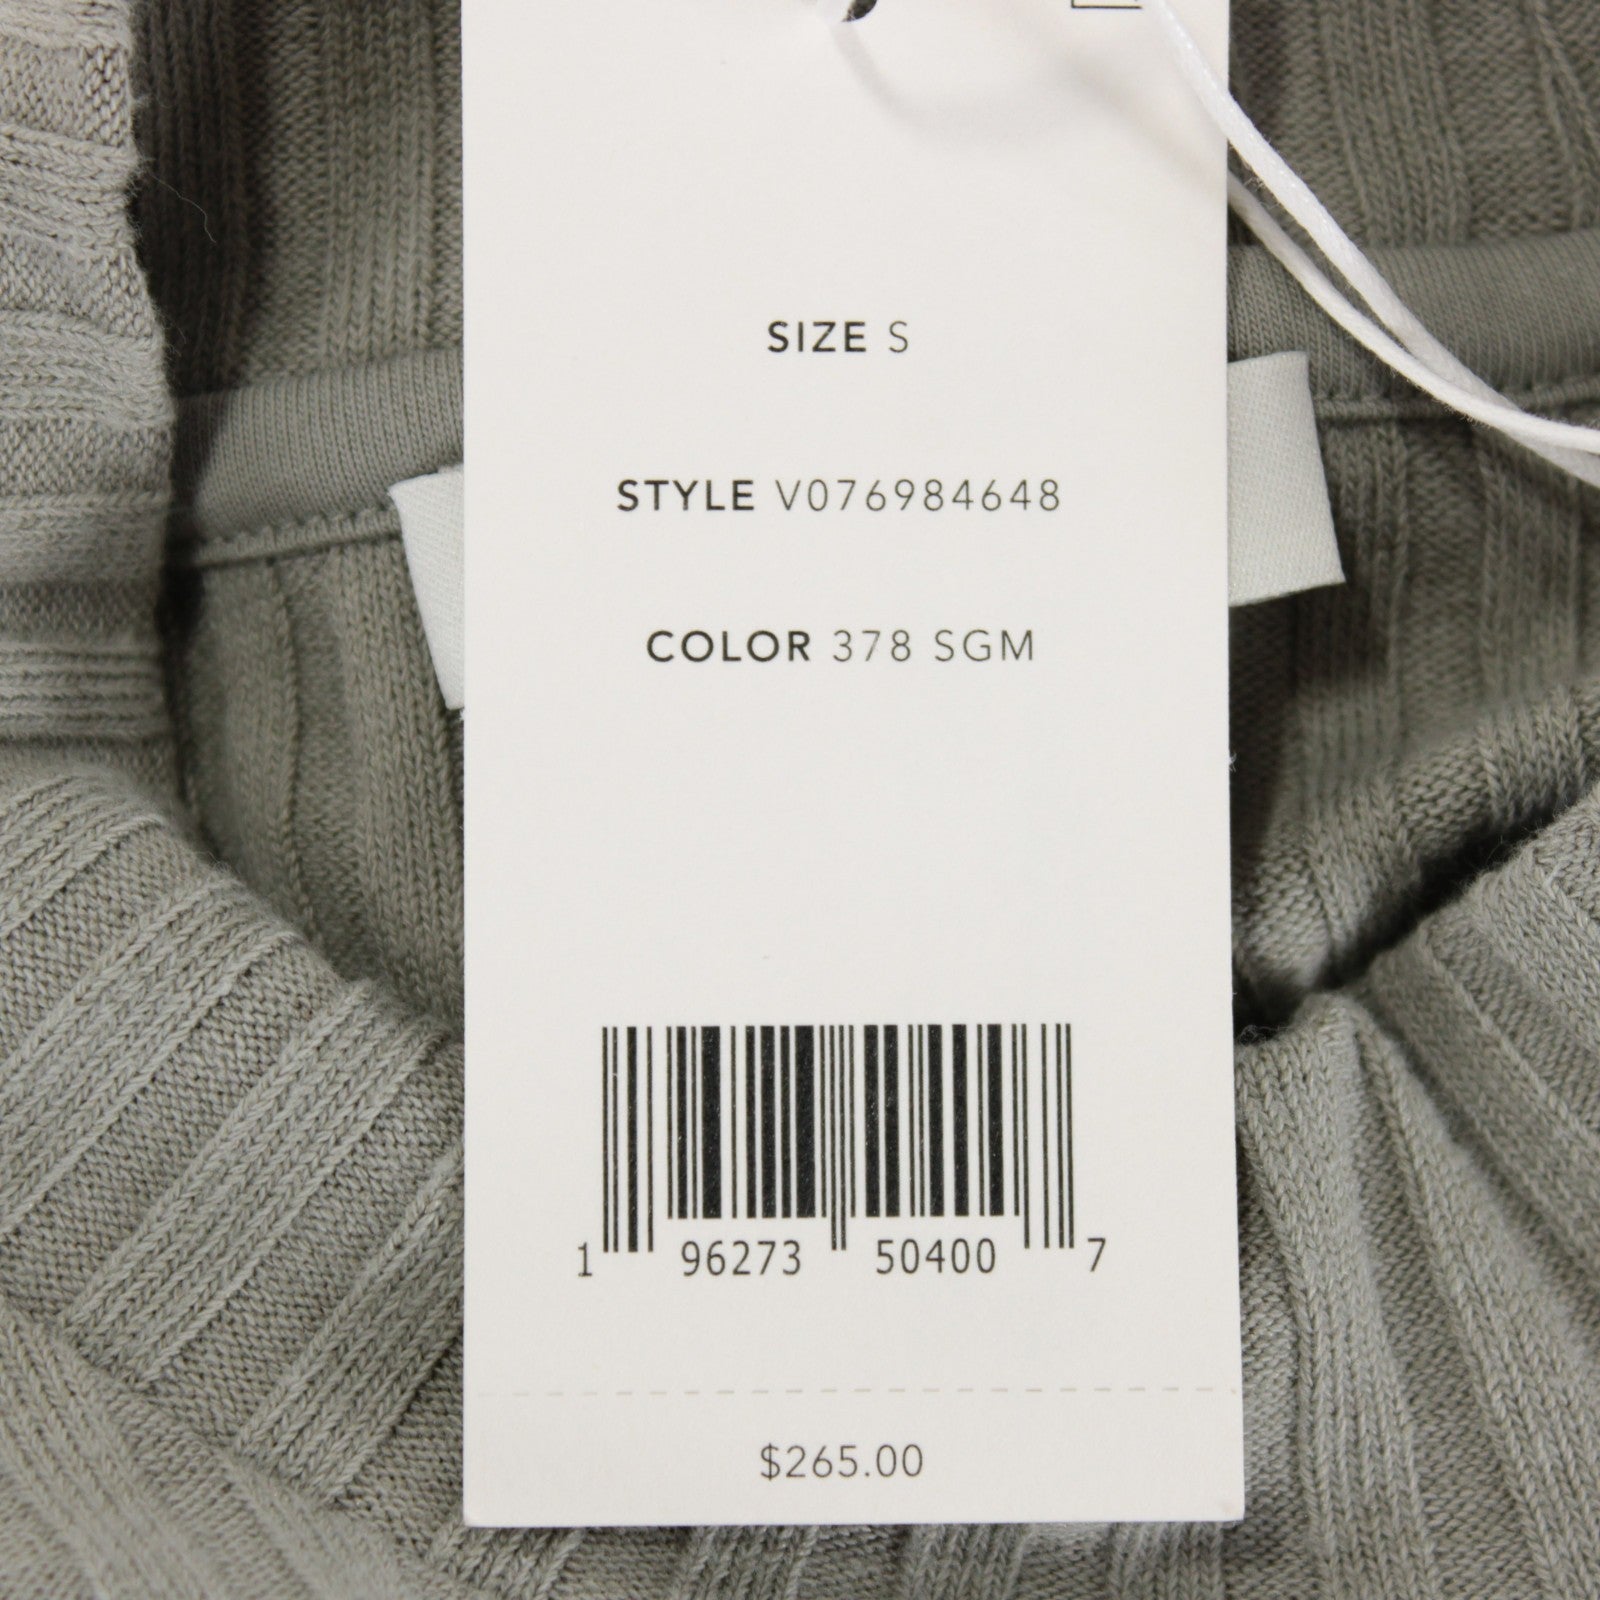 SIZE S
STYLE V076984648
COLOR 378 SGM
1 96273 50400 7
$265.00